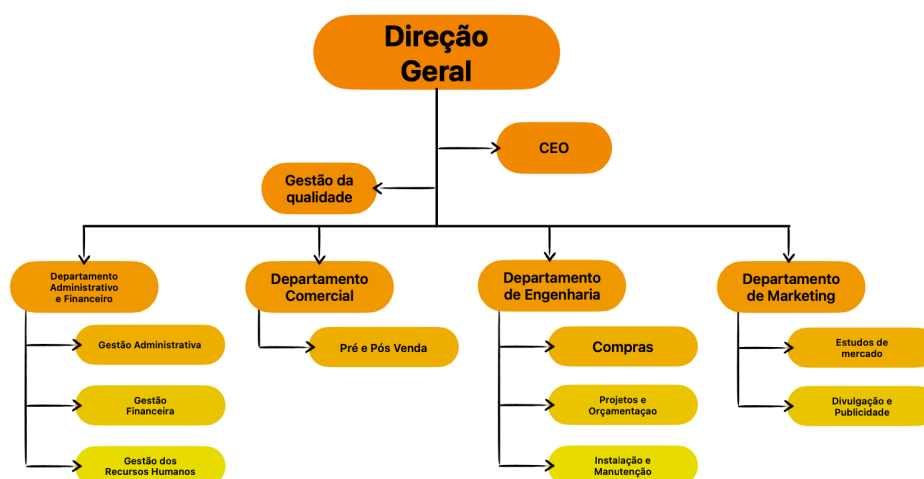 Direção
Geral
CEO
Gestão da
qualidade
Departamento
Administrativo
e Financeiro
Departamento
Comercial
Departamento
de Engenharia
Departamento
de Marketing
Gestão Administrativa
Pré e Pós Venda
Compras
Estudos de
mercado
Gestão
Financeira
Projetos e
Orçamentaçao
Divulgação e
Publicidade
Gestão dos
Recursos Humanos
Instalação e
Manutenção